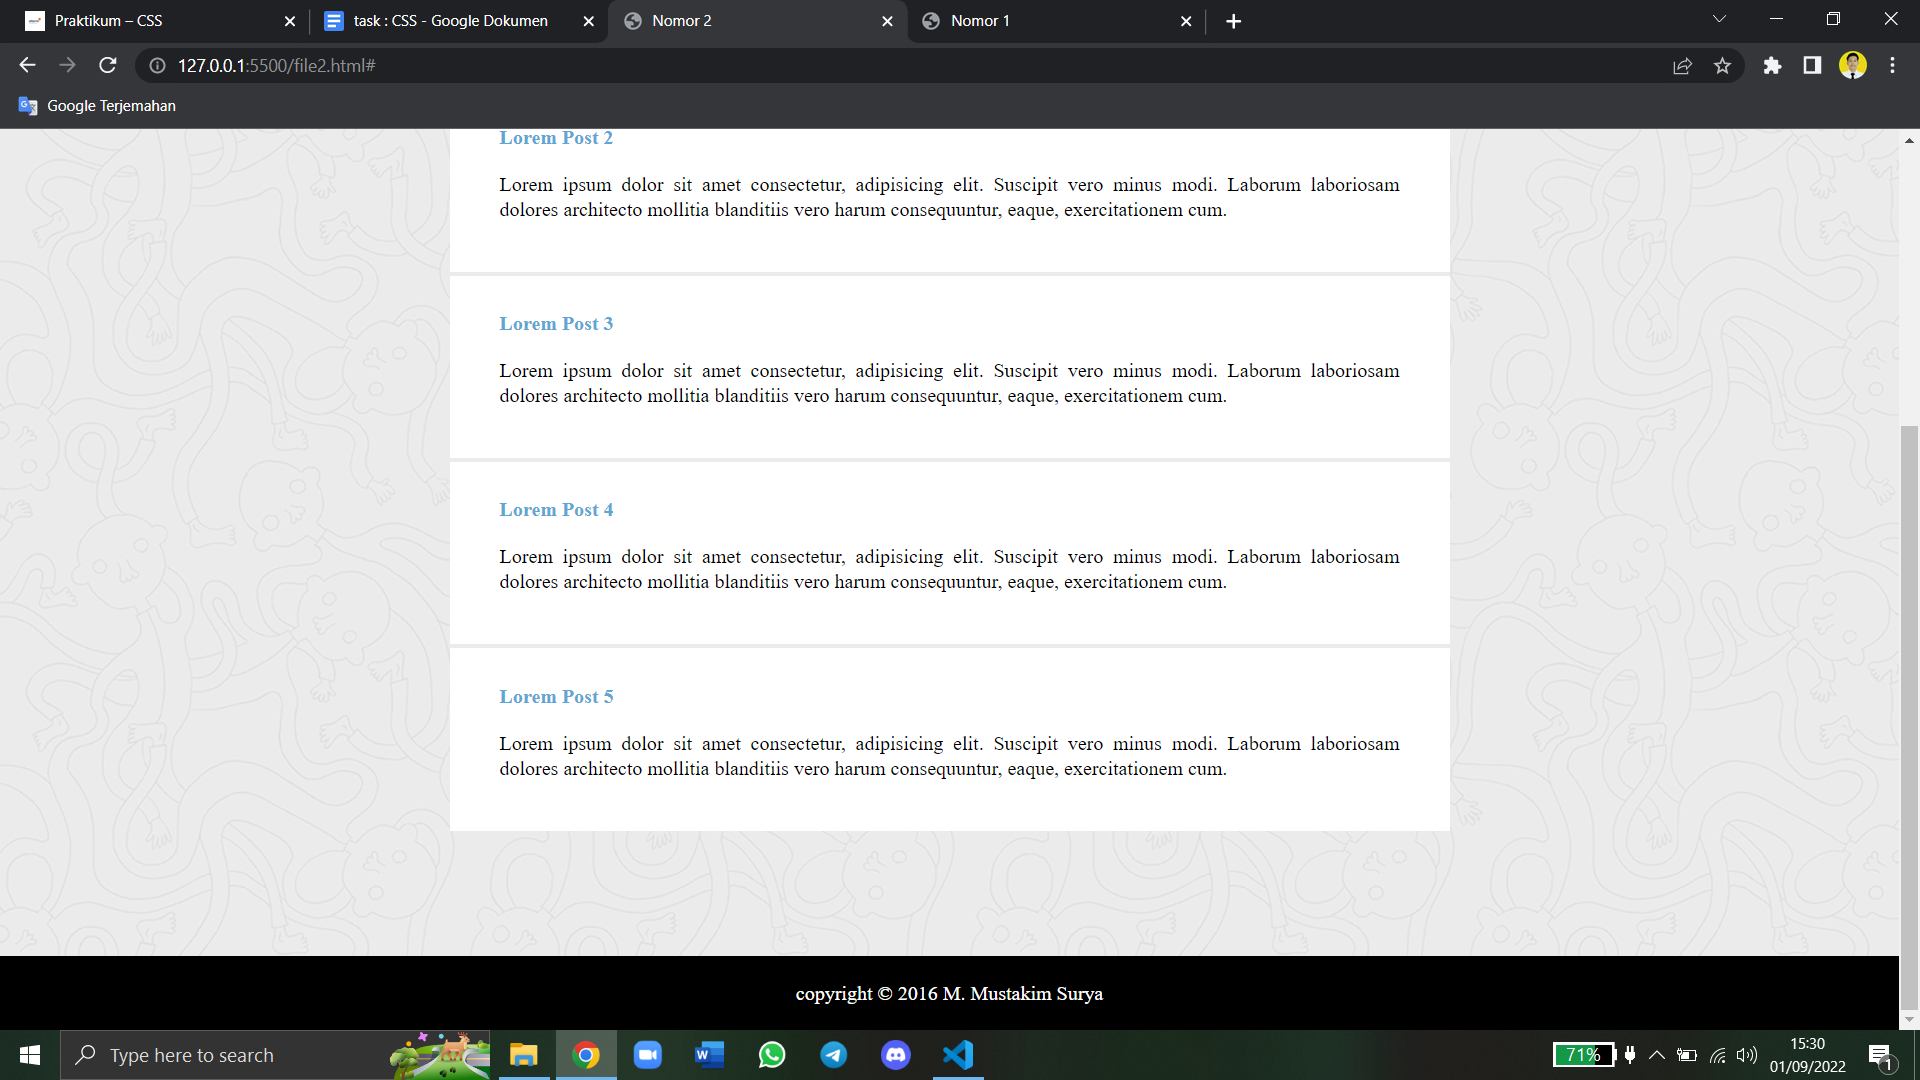 Praktikum – CSS
task : CSS - Google Dokumen
Nomor 2
Nomor 1
127.0.0.1:5500/file2.html#
Google Terjemahan
Lorem Post 2
Lorem ipsum dolor sit amet consectetur, adipisicing elit. Suscipit vero minus modi. Laborum laboriosam
dolores architecto mollitia blanditiis vero harum consequuntur, eaque, exercitationem cum.
Lorem Post 3
Lorem ipsum dolor sit amet consectetur, adipisicing elit. Suscipit vero minus modi. Laborum laboriosam
dolores architecto mollitia blanditiis vero harum consequuntur, eaque, exercitationem cum.
Lorem Post 4
Lorem ipsum dolor sit amet consectetur, adipisicing elit. Suscipit vero minus modi. Laborum laboriosam
dolores architecto mollitia blanditiis vero harum consequuntur, eaque, exercitationem cum.
Lorem Post 5
Lorem ipsum dolor sit amet consectetur, adipisicing elit. Suscipit vero minus modi. Laborum laboriosam
dolores architecto mollitia blanditiis vero harum consequuntur, eaque, exercitationem cum.
copyright © 2016 M. Mustakim Surya
Type here to search
71%
15:30
01/09/2022
1